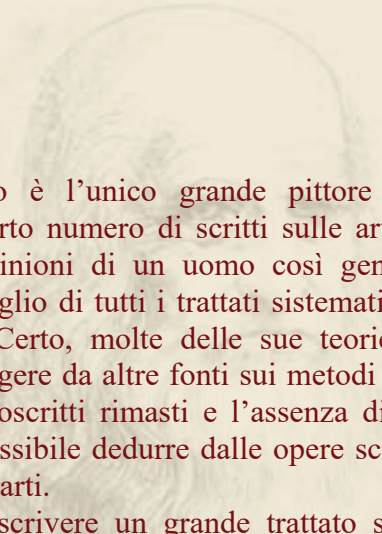 o è l’unico grande pittore
rto numero di scritti sulle ar
inioni di un uomo così gen
glio di tutti i trattati sistemati
Certo, molte delle sue teori
gere da altre fonti sui metodi
oscritti rimasti e l’assenza di
ssibile dedurre dalle opere sc
arti.
scrivere un grande trattato s